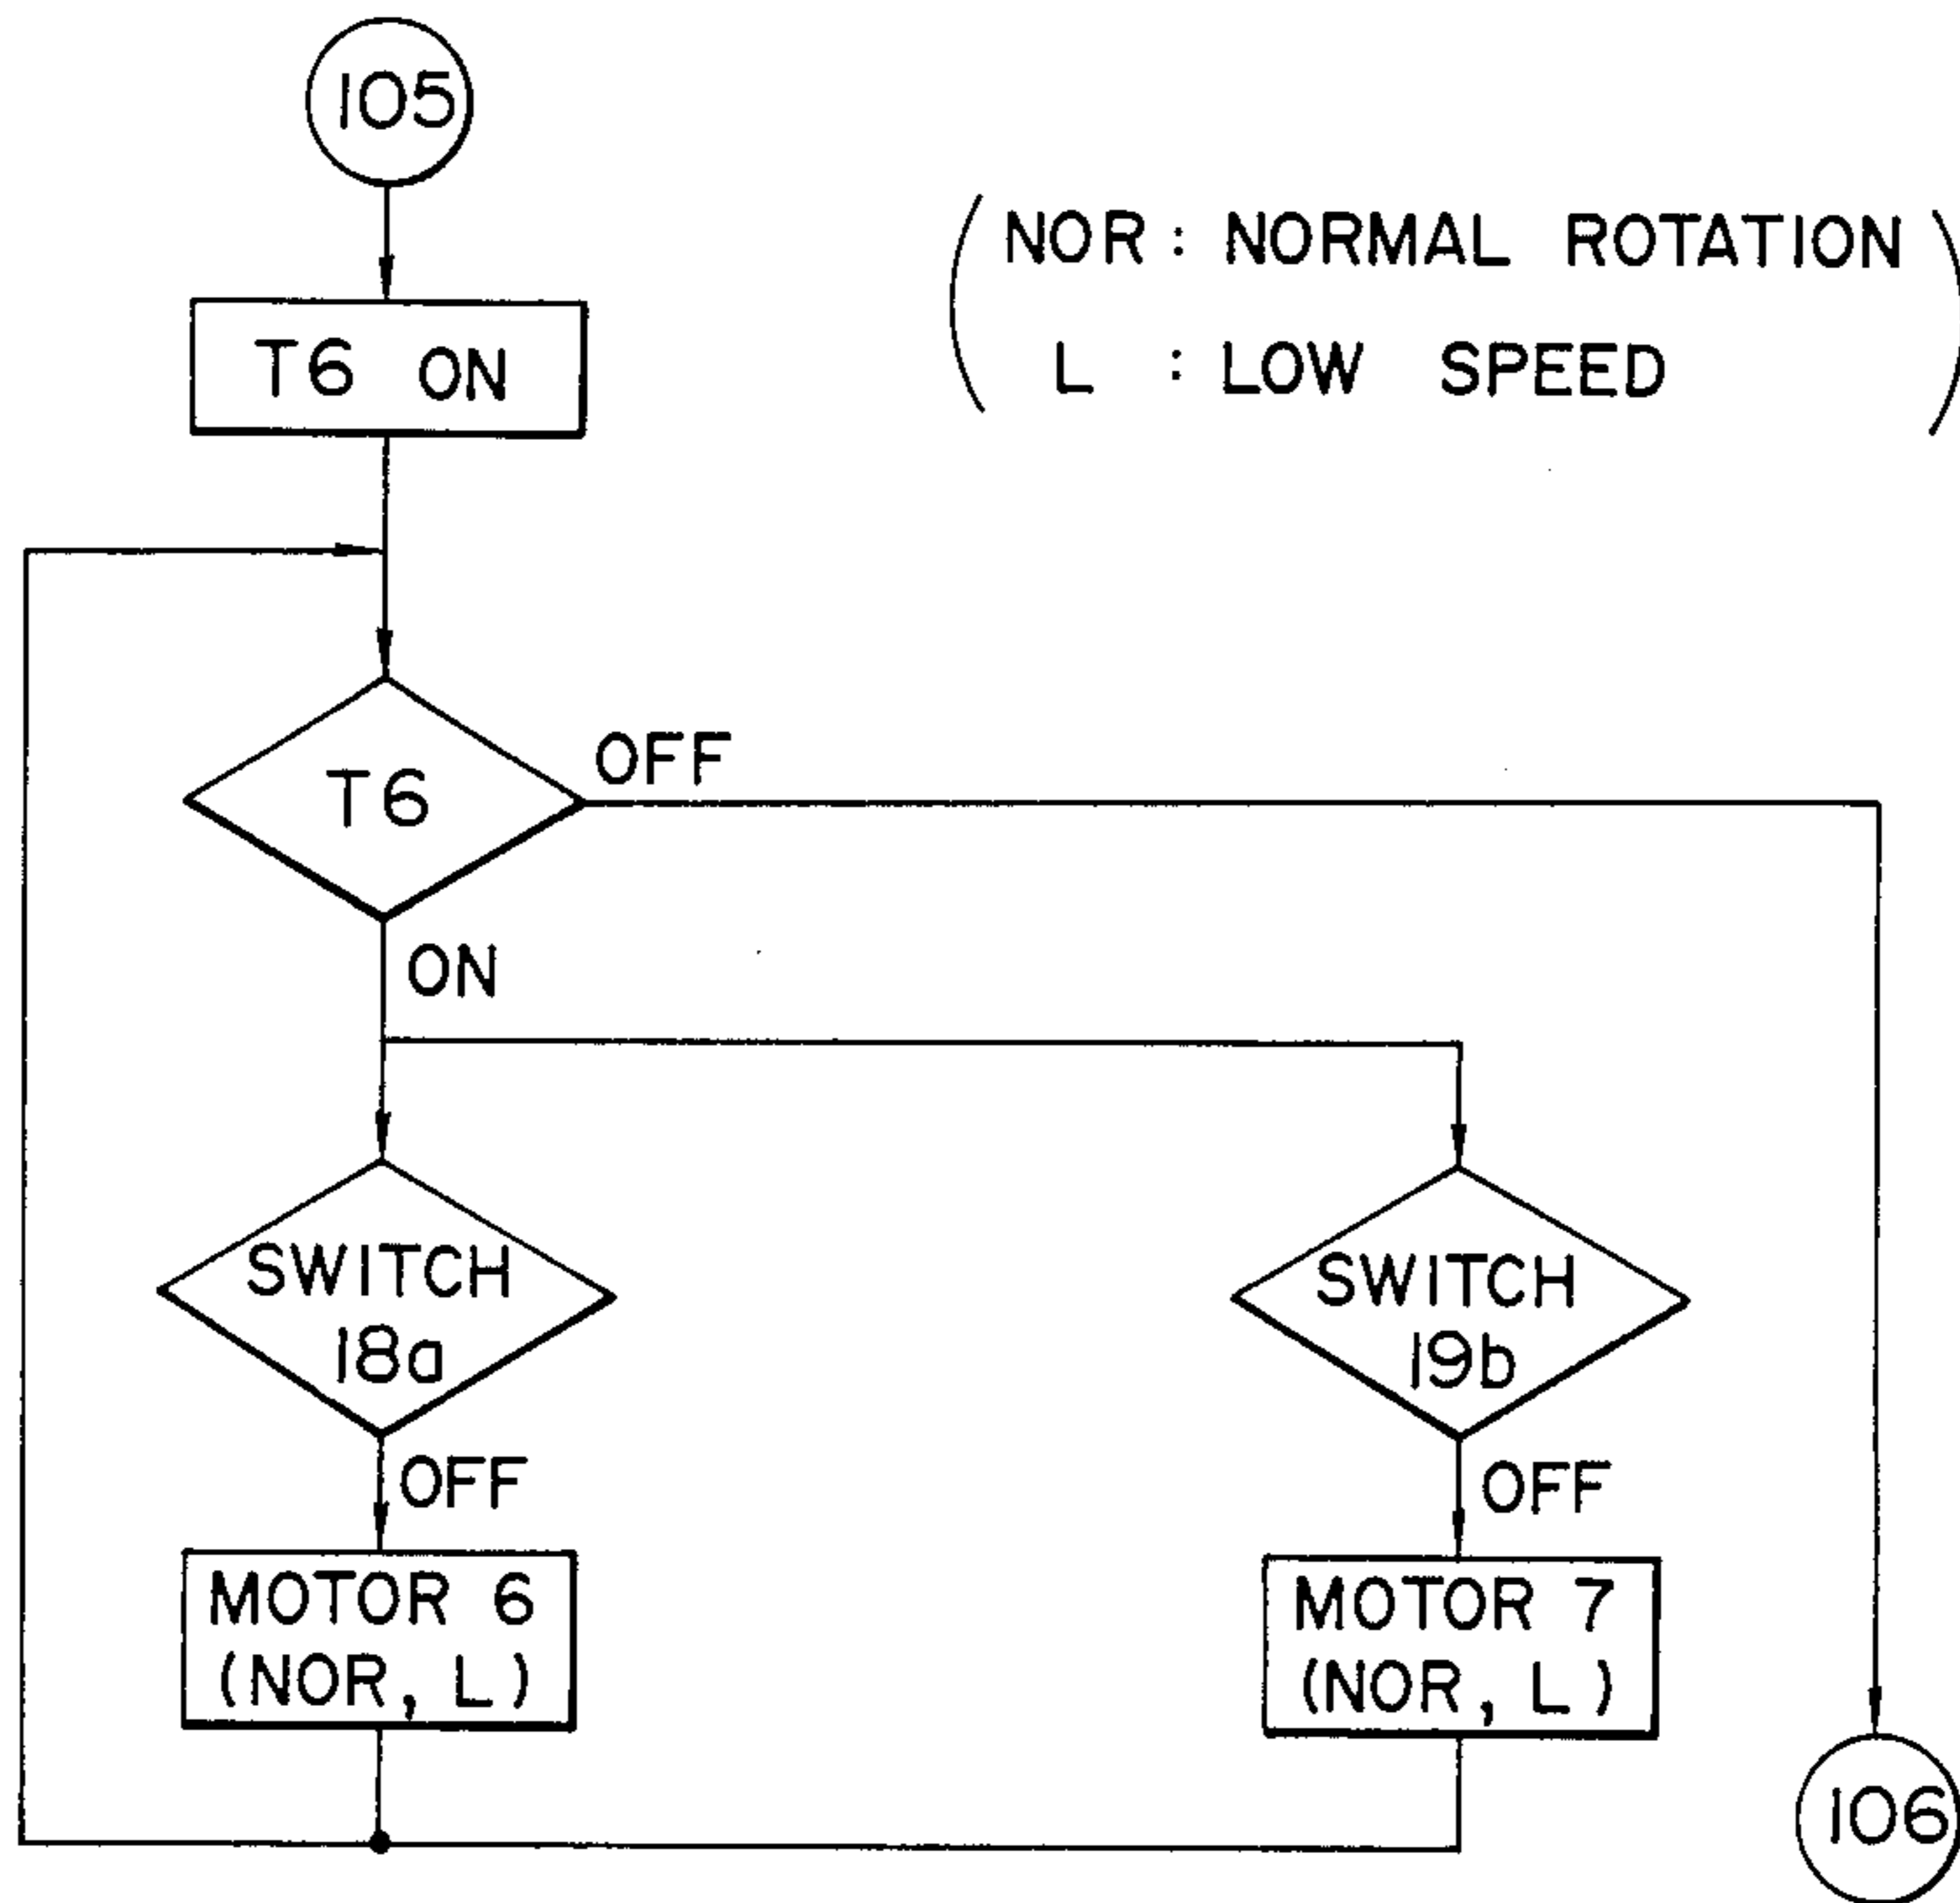 105
NOR : NORMAL ROTATION
L : LOW SPEED
T6 ON
T6
OFF
ON
SWITCH
18a
SWITCH
19b
OFF
OFF
MOTOR 6
(NOR, L)
MOTOR 7
(NOR, L)
106